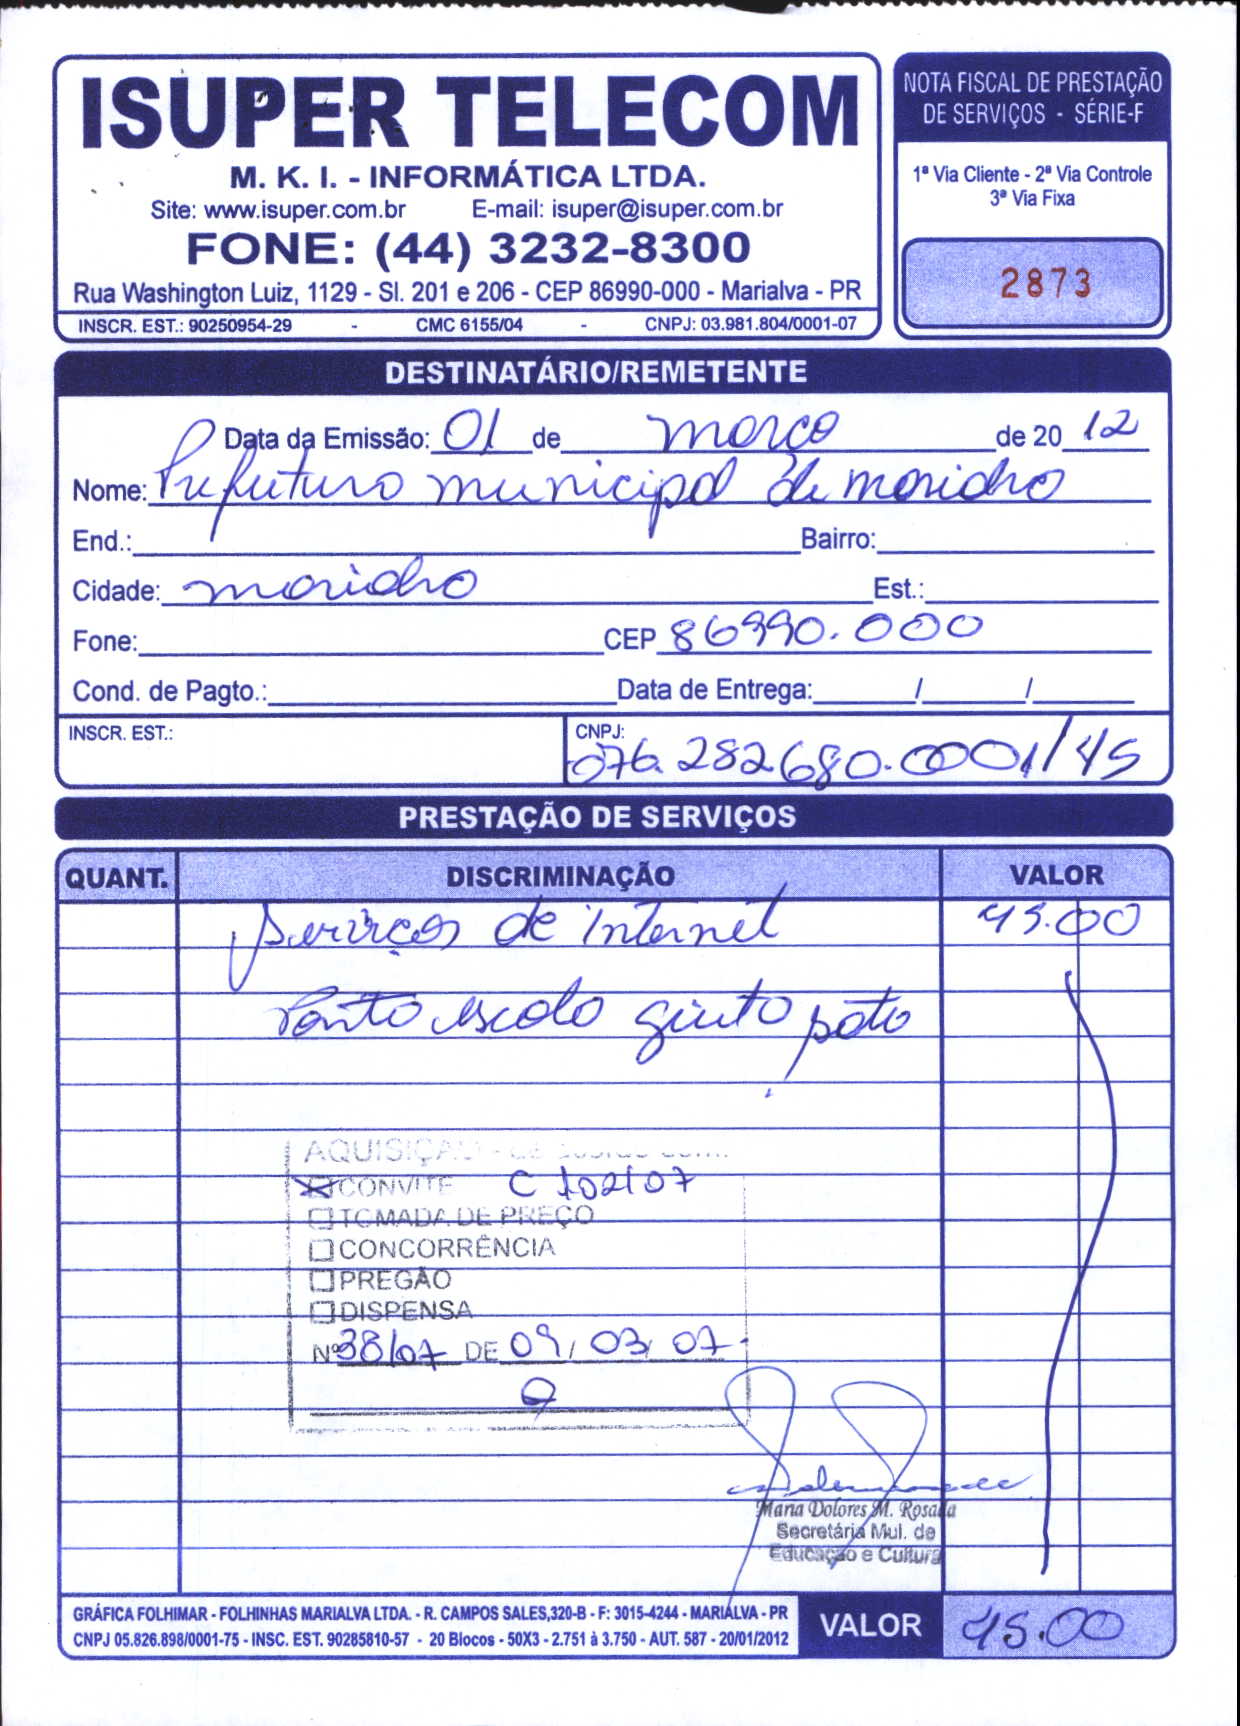 ISUPER TELECOM
M. K. I. - INFORMÁTICA LTDA.
Site: www.isuper.com.br E-mail: isuper@isuper.com.br
FONE: (44) 3232-8300
Rua Washington Luiz, 1129 - Sl. 201 e 206 - CEP 86990-000 - Marialva - PR
INSCR. EST.: 90250954-29 - CMC 6155/04 - CNPJ: 03.981.804/0001-07
NOTA FISCAL DE PRESTAÇÃO
DE SERVIÇOS - SÉRIE-F
1ª Via Cliente - 2ª Via Controle
3ª Via Fixa
2873
DESTINATÁRIO/REMETENTE
Data da Emissão: 01 de março de 2012
Nome: Prefeitura municipal de
End.: Bairro:
Cidade: Est.:
Fone: CEP 86990.000
Cond. de Pagto.: Data de Entrega: / /
INSCR. EST.: CNPJ: 076.282680.0001/45
PRESTAÇÃO DE SERVIÇOS
QUANT. DISCRIMINAÇÃO VALOR
Serviços de internet 45.00
Ponto escola
AQUISIÇÃO
CONVITE C 102/07
TOMADA DE PREÇO
CONCORRÊNCIA
PREGÃO
DISPENSA
Nº 38/07 DE 09/03/07
Maria Dolores M. Rosada
Secretária Mul. de
Educação e Cultura
GRÁFICA FOLHIMAR - FOLHINHAS MARIALVA LTDA. - R. CAMPOS SALES,320-B - F: 3015-4244 - MARIALVA - PR
CNPJ 05.826.898/0001-75 - INSC. EST. 90285810-57 - 20 Blocos - 50X3 - 2.751 à 3.750 - AUT. 587 - 20/01/2012
VALOR 45.00